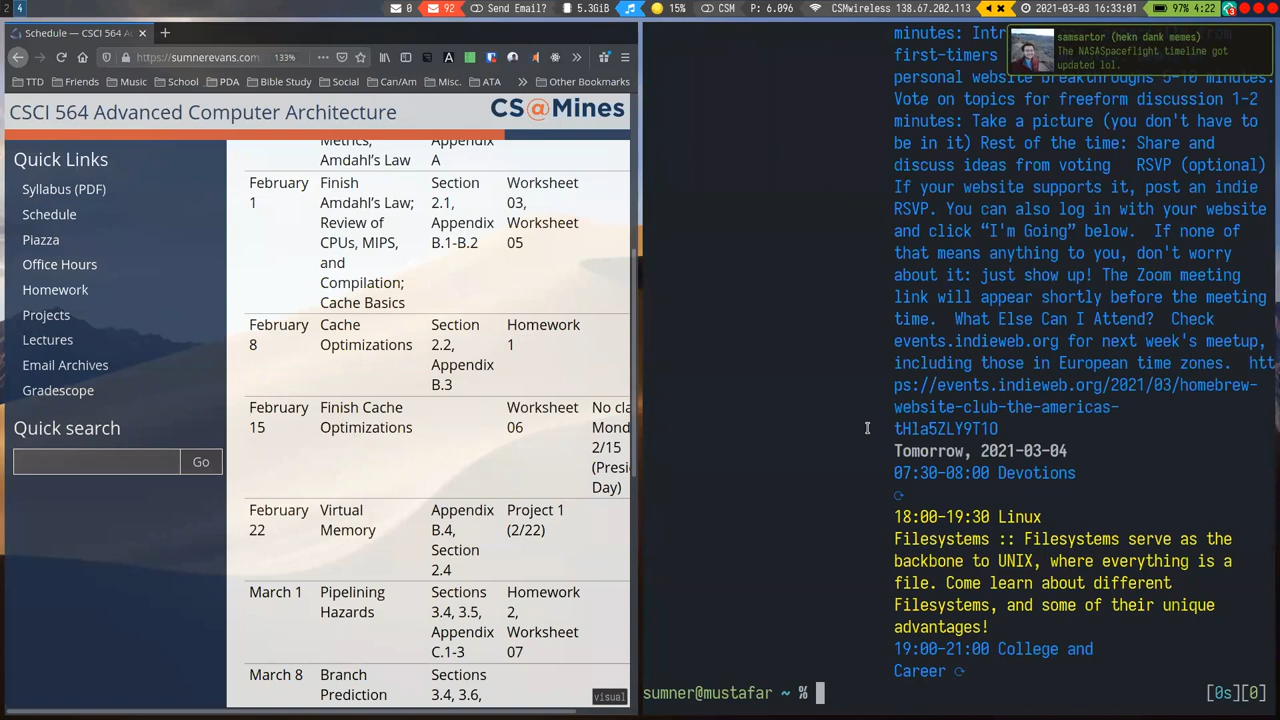 2 4 0 92 Send Email? 5.3GiB 15% CSM P: 6.096 CSMwireless 138.67.202.113 2021-03-03 16:33:01 97% 4:22
Schedule — CSCI 564 A
https://sumnerevans.com 133%
TTD Friends Music School PDA Bible Study Social Can/Am Misc. ATA Other Bookmarks
CSCI 564 Advanced Computer Architecture CS@Mines
Quick Links
Syllabus (PDF)
Schedule
Piazza
Office Hours
Homework
Projects
Lectures
Email Archives
Gradescope
Quick search
Go
Metrics, Appendix
Amdahl's Law A
February Finish Section Worksheet
1 Amdahl's Law; 2.1, 03,
Review of Appendix Worksheet
CPUs, MIPS, B.1-B.2 05
and
Compilation;
Cache Basics
February Cache Section Homework
8 Optimizations 2.2, 1
Appendix
B.3
February Finish Cache Worksheet No cla
15 Optimizations 06 Mond
2/15
(Presi
Day)
February Virtual Appendix Project 1
22 Memory B.4, (2/22)
Section
2.4
March 1 Pipelining Sections Homework
Hazards 3.4, 3.5, 2,
Appendix Worksheet
C.1-3 07
March 8 Branch Sections
Prediction 3.4, 3.6,
visual
samsartor (hekn dank memes)
The NASASpaceflight timeline got
updated lol.
minutes: Intr
first-timers
personal website breakthroughs 5-10 minutes:
Vote on topics for freeform discussion 1-2
minutes: Take a picture (you don't have to
be in it) Rest of the time: Share and
discuss ideas from voting RSVP (optional)
If your website supports it, post an indie
RSVP. You can also log in with your website
and click “I'm Going” below. If none of
that means anything to you, don't worry
about it: just show up! The Zoom meeting
link will appear shortly before the meeting
time. What Else Can I Attend? Check
events.indieweb.org for next week's meetup,
including those in European time zones. htt
ps://events.indieweb.org/2021/03/homebrew-
website-club-the-americas-
tHla5ZLY9T1O
Tomorrow, 2021-03-04
07:30-08:00 Devotions
18:00-19:30 Linux
Filesystems :: Filesystems serve as the
backbone to UNIX, where everything is a
file. Come learn about different
Filesystems, and some of their unique
advantages!
19:00-21:00 College and
Career
sumner@mustafar ~ % [0s][0]